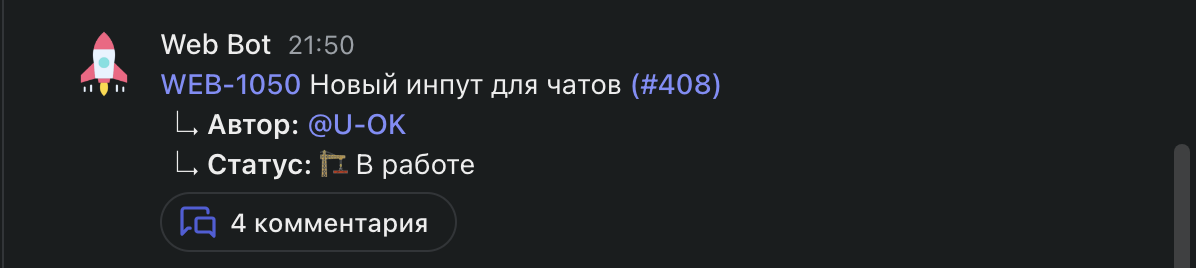 Web Bot 21:50
WEB-1050 Новый инпут для чатов (#408)
Автор: @U-OK
Статус: В работе
4 комментария